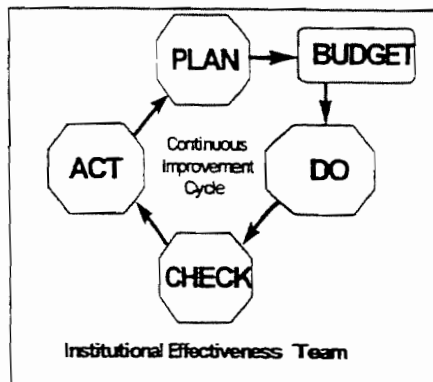 PLAN
BUDGET
Continuous
Improvement
Cycle
ACT
DO
CHECK
Institutional Effectiveness Team